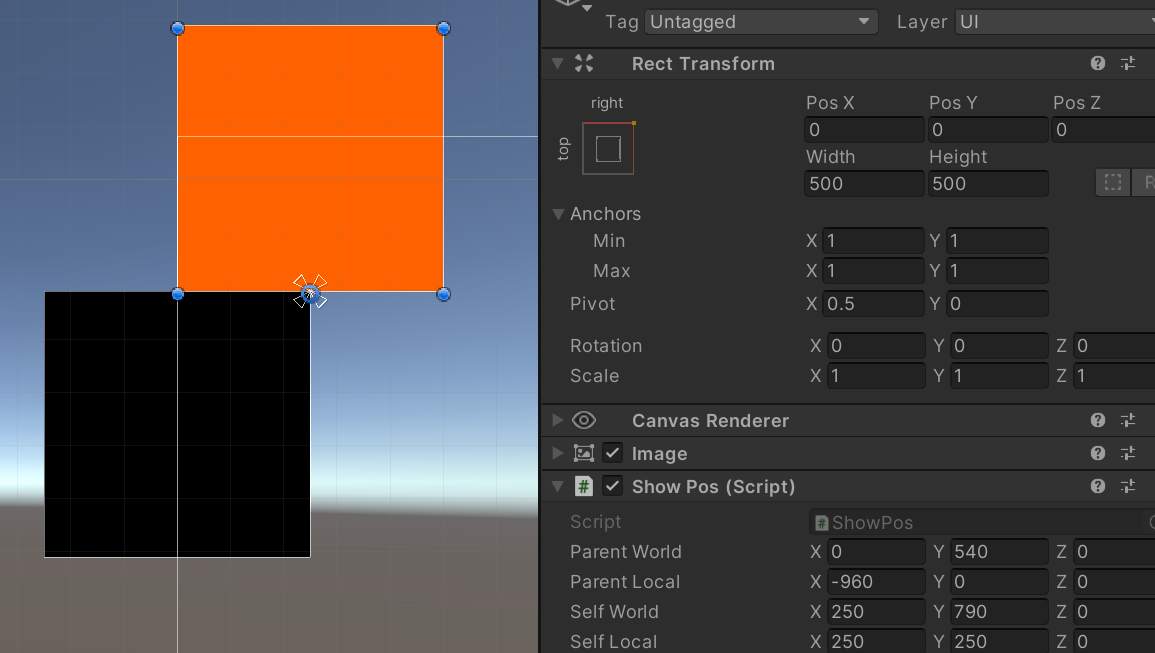 Tag Untagged Layer UI
Rect Transform
right
top
Pos X Pos Y Pos Z
0 0 0
Width Height
500 500
R
Anchors
Min X 1 Y 1
Max X 1 Y 1
Pivot X 0.5 Y 0
Rotation X 0 Y 0 Z 0
Scale X 1 Y 1 Z 1
Canvas Renderer
Image
# Show Pos (Script)
Script # ShowPos
Parent World X 0 Y 540 Z 0
Parent Local X -960 Y 0 Z 0
Self World X 250 Y 790 Z 0
Self Local X 250 Y 250 Z 0